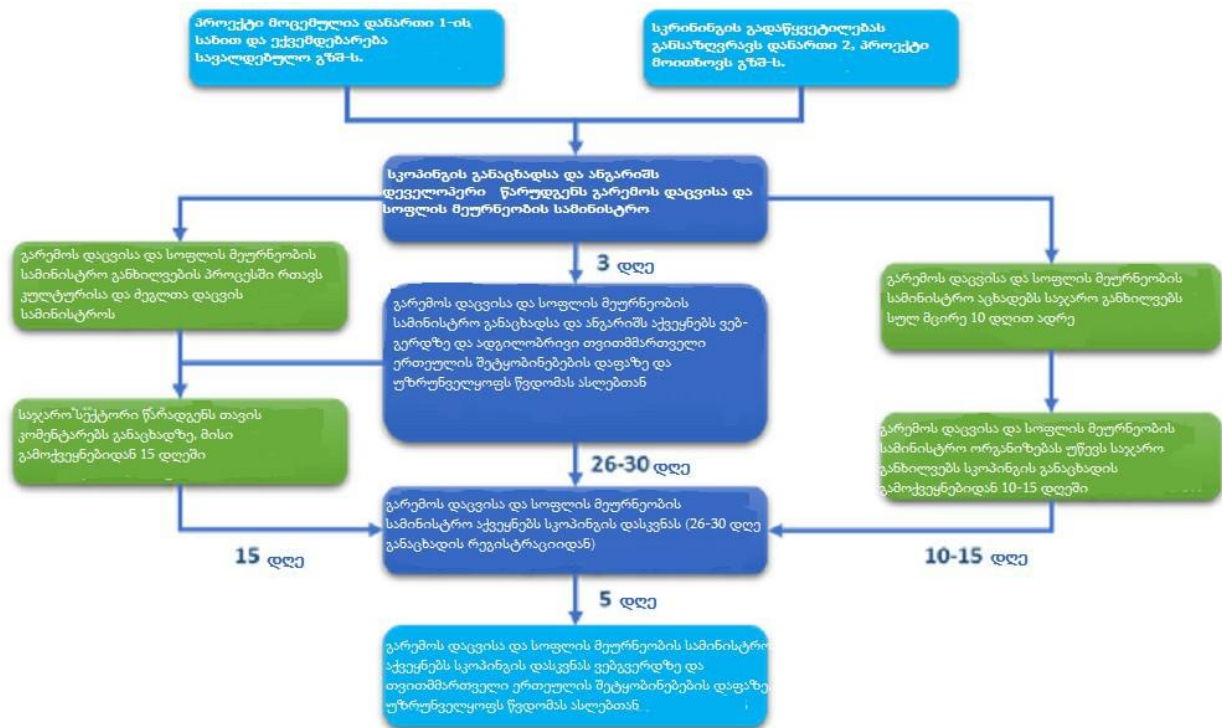 პროექტი მოცემულია დანართი 1-ის
სახით და ექვემდებარება
სავალდებულო გზშ-ს.
სკრინინგის გადაწყვეტილებას
განსაზღვრავს დანართი 2, პროექტი
მოითხოვს გზშ-ს.
სკოპინგის განაცხადსა და ანგარიშს
დეველოპერი წარუდგენს გარემოს დაცვისა და
სოფლის მეურნეობის სამინისტრო
გარემოს დაცვისა და სოფლის მეურნეობის
სამინისტრო განხილვების პროცესში რთავს
კულტურისა და ძეგლთა დაცვის
სამინისტროს
3 დღე
გარემოს დაცვისა და სოფლის მეურნეობის
სამინისტრო აცხადებს საჯარო განხილვებს
სულ მცირე 10 დღით ადრე
გარემოს დაცვისა და სოფლის მეურნეობის
სამინისტრო განაცხადსა და ანგარიშს აქვეყნებს ვებ-
გერდზე და ადგილობრივი თვითმმართველი
ერთეულის შეტყობინებების დაფაზე და
უზრუნველყოფს წვდომას ასლებთან
საჯარო სექტორი წარადგენს თავის
კომენტარებს განაცხადზე, მისი
გამოქვეყნებიდან 15 დღეში
გარემოს დაცვისა და სოფლის მეურნეობის
სამინისტრო ორგანიზებას უწევს საჯარო
განხილვებს სკოპინგის განაცხადის
გამოქვეყნებიდან 10-15 დღეში
26-30 დღე
გარემოს დაცვისა და სოფლის მეურნეობის
სამინისტრო აქვეყნებს სკოპინგის დასკვნას (26-30 დღე
განაცხადის რეგისტრაციიდან)
15 დღე
10-15 დღე
5 დღე
გარემოს დაცვისა და სოფლის მეურნეობის სამინისტრო
აქვეყნებს სკოპინგის დასკვნას ვებგვერდზე და
თვითმმართველი ერთეულის შეტყობინებების დაფაზე,
უზრუნველყოფს წვდომას ასლებთან